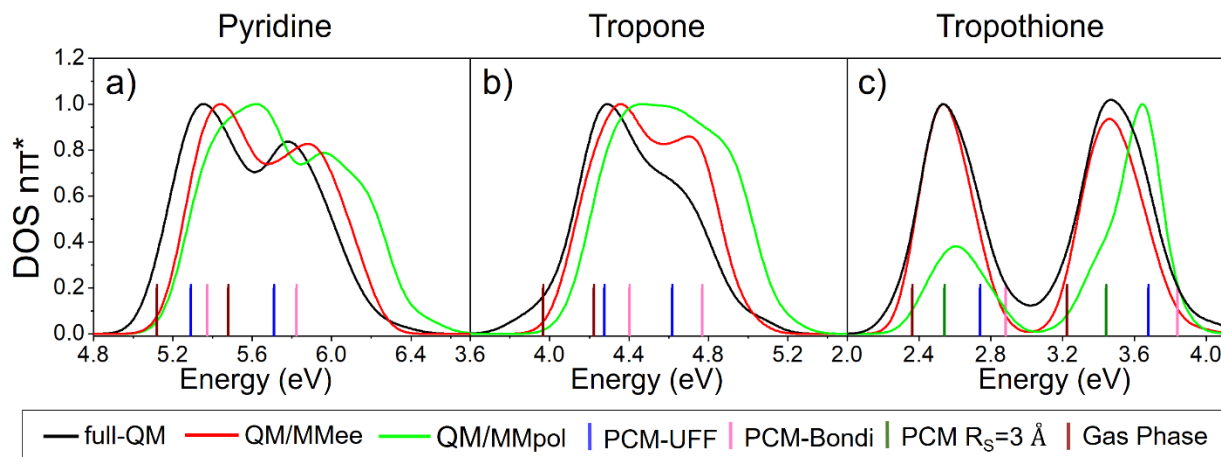 Pyridine Tropone Tropothione
DOS nπ*
1.2
1.0
0.8
0.6
0.4
0.2
0.0
a) b) c)
4.8 5.2 5.6 6.0 6.4 3.6 4.0 4.4 4.8 5.2 2.0 2.4 2.8 3.2 3.6 4.0
Energy (eV) Energy (eV) Energy (eV)
full-QM QM/MMee QM/MMpol PCM-UFF PCM-Bondi PCM R_S=3 Å Gas Phase